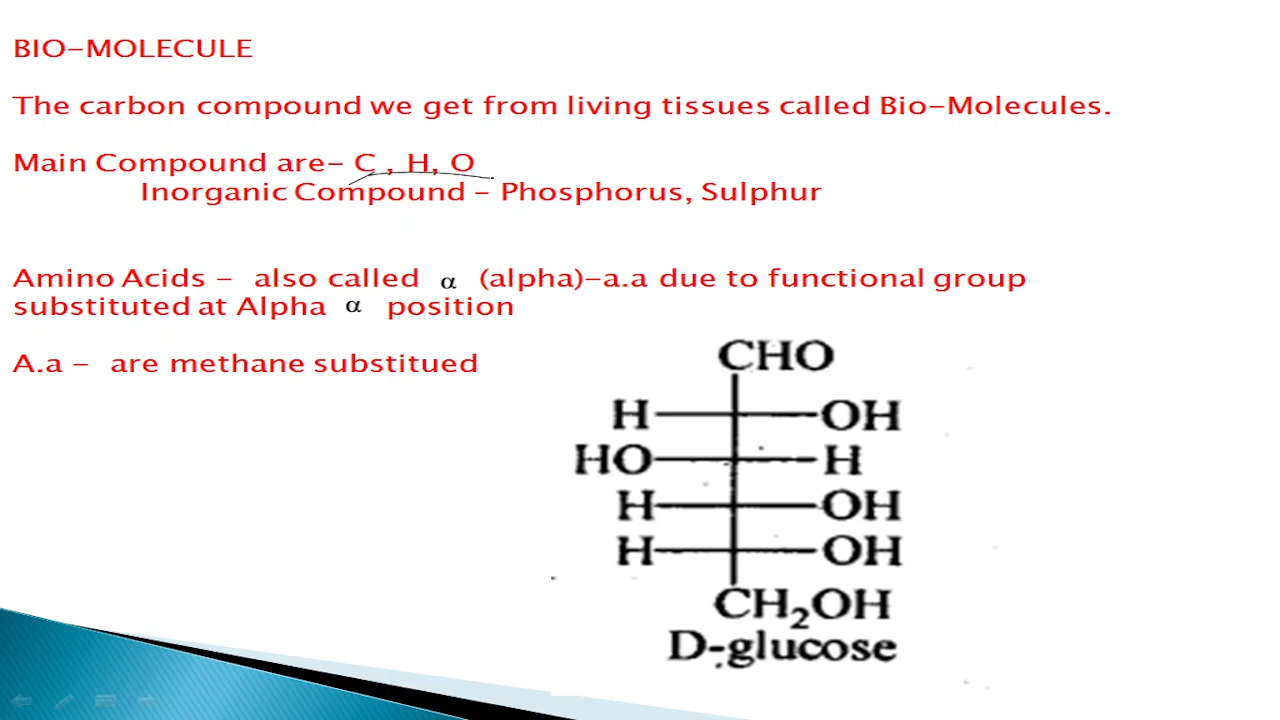 BIO-MOLECULE
The carbon compound we get from living tissues called Bio-Molecules.
Main Compound are- C , H, O
Inorganic Compound - Phosphorus, Sulphur
Amino Acids - also called α (alpha)-a.a due to functional group
substituted at Alpha α position
A.a - are methane substitued
CHO
H OH
HO H
H OH
H OH
CH₂OH
D-glucose